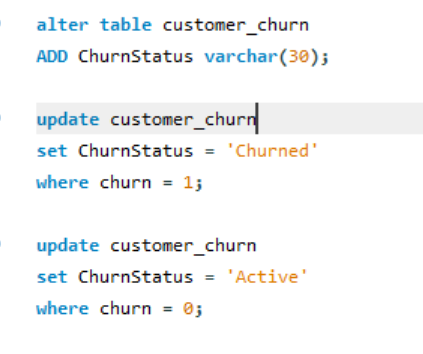 alter table customer_churn
ADD ChurnStatus varchar(30);
update customer_churn
set ChurnStatus = 'Churned'
where churn = 1;
update customer_churn
set ChurnStatus = 'Active'
where churn = 0;